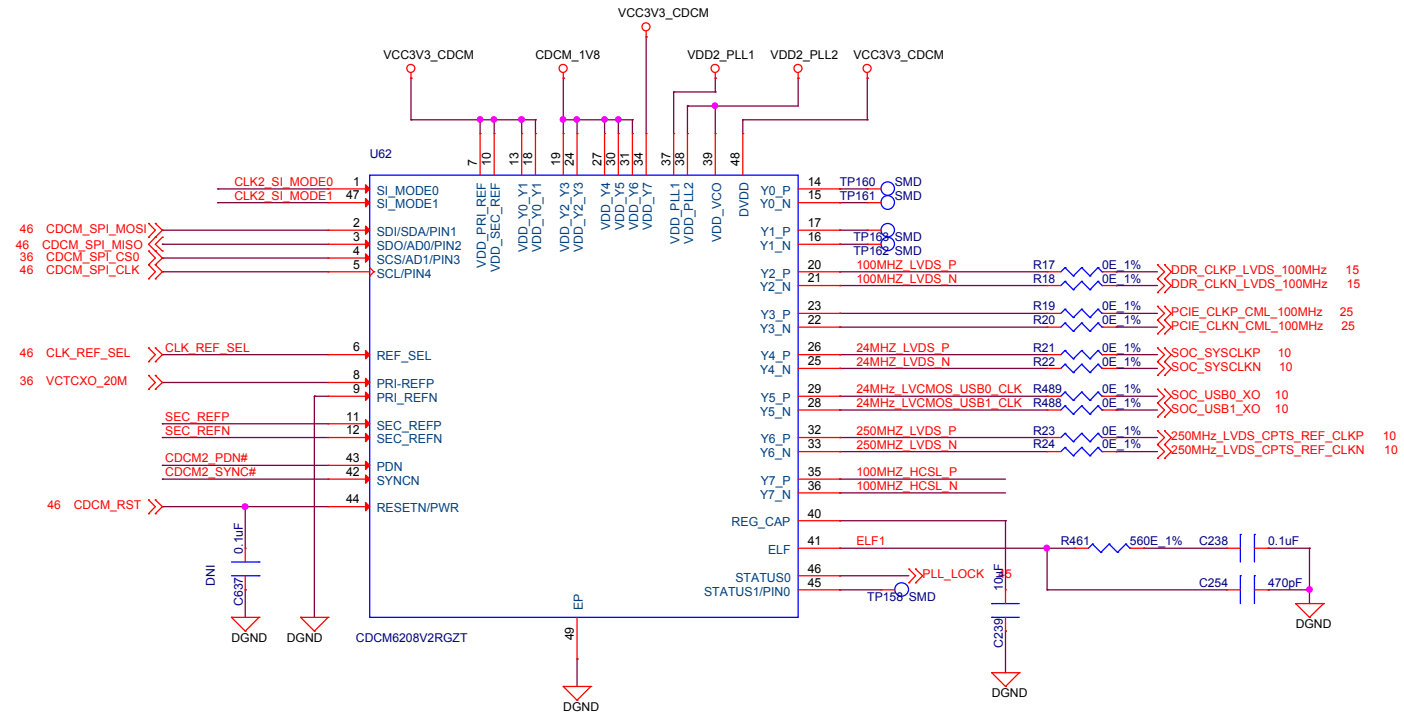 VCC3V3_CDCM
VCC3V3_CDCM CDCM_1V8 VDD2_PLL1 VDD2_PLL2 VCC3V3_CDCM
U62
7 10 13 18 19 24 27 30 31 34 37 38 39 48
VDD_PRI_REF VDD_SEC_REF VDD_Y0_Y1 VDD_Y0_Y1 VDD_Y2_Y3 VDD_Y2_Y3 VDD_Y4 VDD_Y5 VDD_Y6 VDD_Y7 VDD_PLL1 VDD_PLL2 VDD_VCO DVDD
CLK2_SI_MODE0 1 SI_MODE0
CLK2_SI_MODE1 47 SI_MODE1
46 CDCM_SPI_MOSI 2 SDI/SDA/PIN1
46 CDCM_SPI_MISO 3 SDO/AD0/PIN2
36 CDCM_SPI_CS0 4 SCS/AD1/PIN3
46 CDCM_SPI_CLK 5 SCL/PIN4
46 CLK_REF_SEL CLK_REF_SEL 6 REF_SEL
36 VCTCXO_20M 8 PRI-REFP
9 PRI_REFN
SEC_REFP 11 SEC_REFP
SEC_REFN 12 SEC_REFN
CDCM2_PDN# 43 PDN
CDCM2_SYNC# 42 SYNCN
46 CDCM_RST 44 RESETN/PWR
DNI C637 0.1uF
DGND DGND
Y0_P 14 TP160 SMD
Y0_N 15 TP161 SMD
Y1_P 17
Y1_N 16 SMD
TP162 SMD
Y2_P 20 100MHZ_LVDS_P R17 0E_1% DDR_CLKP_LVDS_100MHz 15
Y2_N 21 100MHZ_LVDS_N R18 0E_1% DDR_CLKN_LVDS_100MHz 15
Y3_P 23 R19 0E_1% PCIE_CLKP_CML_100MHz 25
Y3_N 22 R20 0E_1% PCIE_CLKN_CML_100MHz 25
Y4_P 26 24MHZ_LVDS_P R21 0E_1% SOC_SYSCLKP 10
Y4_N 25 24MHZ_LVDS_N R22 0E_1% SOC_SYSCLKN 10
Y5_P 29 24MHz_LVCMOS_USB0_CLK R489 0E_1% SOC_USB0_XO 10
Y5_N 28 24MHz_LVCMOS_USB1_CLK R488 0E_1% SOC_USB1_XO 10
Y6_P 32 250MHZ_LVDS_P R23 0E_1% 250MHz_LVDS_CPTS_REF_CLKP 10
Y6_N 33 250MHZ_LVDS_N R24 0E_1% 250MHz_LVDS_CPTS_REF_CLKN 10
Y7_P 35 100MHZ_HCSL_P
Y7_N 36 100MHZ_HCSL_N
REG_CAP 40
ELF 41 ELF1 R461 560E_1% C238 0.1uF
STATUS0 46 PLL_LOCK
STATUS1/PIN0 45 TP158 SMD
C254 470pF
C239 10uF
DGND
DGND
EP
49
CDCM6208V2RGZT
DGND